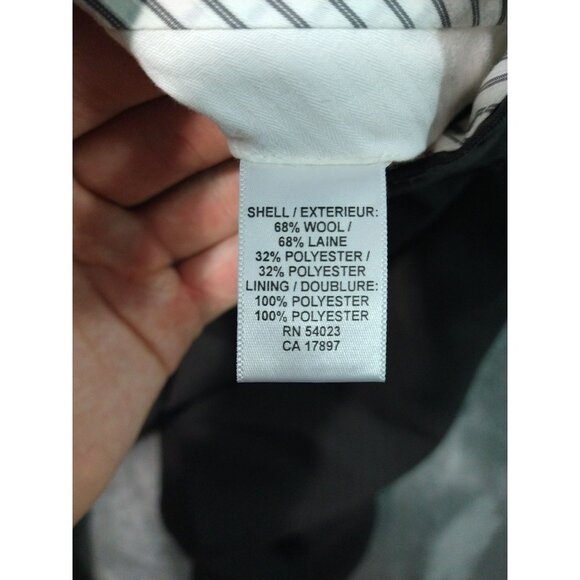 SHELL / EXTERIEUR:
68% WOOL /
68% LAINE
32% POLYESTER /
32% POLYESTER
LINING / DOUBLURE:
100% POLYESTER
100% POLYESTER
RN 54023
CA 17897